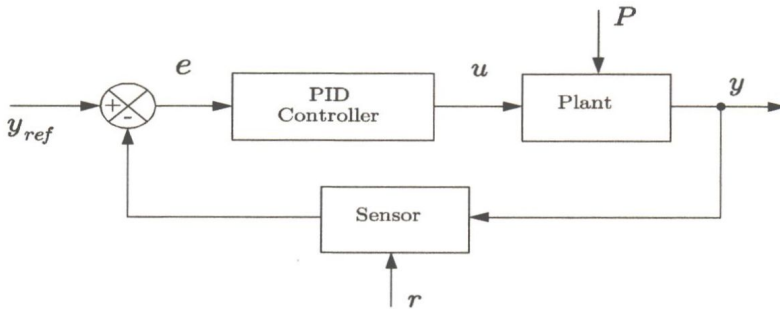 P
e
u
y
PID
Controller
Plant
+
-
y_ref
Sensor
r